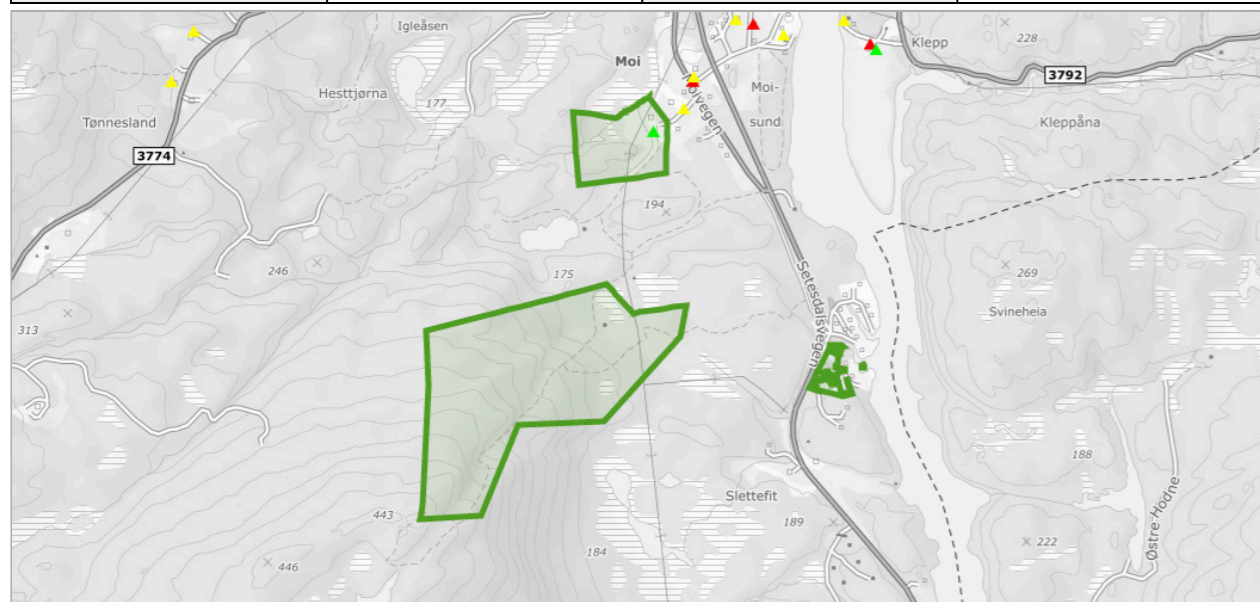 Igleåsen
Klepp
228
Moi
3792
Hesttjørna
177
Moivegen
Moi-
sund
Tønnesland
Kleppåna
3774
194
246
175
269
Setesdalsvegen
Svineheia
313
188
Slettefit
443
189
Østre Hodne
446
184
222